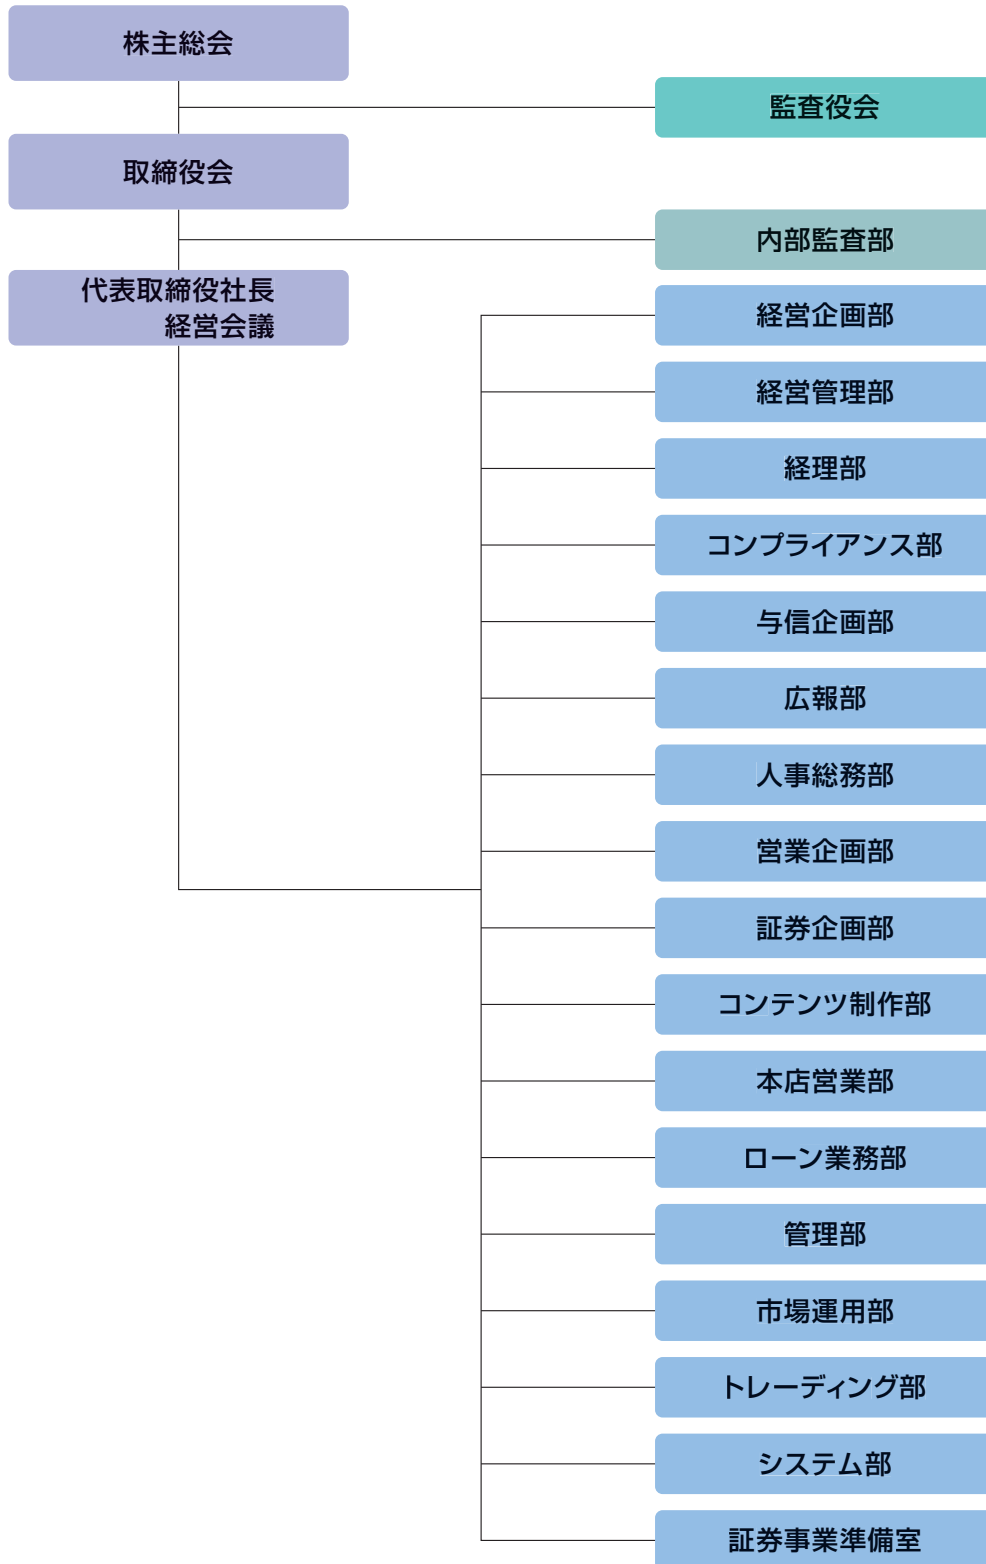 株主総会
監査役会
取締役会
内部監査部
代表取締役社長
経営会議
経営企画部
経営管理部
経理部
コンプライアンス部
与信企画部
広報部
人事総務部
営業企画部
証券企画部
コンテンツ制作部
本店営業部
ローン業務部
管理部
市場運用部
トレーディング部
システム部
証券事業準備室